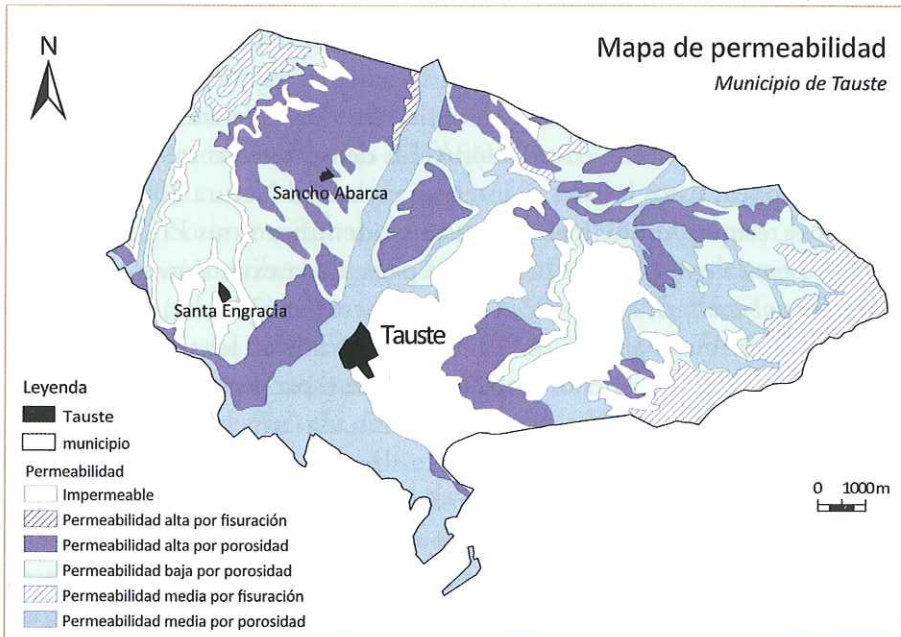 Mapa de permeabilidad
Municipio de Tauste
N
Sancho Abarca
Santa Engracia
Tauste
Leyenda
Tauste
municipio
Permeabilidad
Impermeable
Permeabilidad alta por fisuración
Permeabilidad alta por porosidad
Permeabilidad baja por porosidad
Permeabilidad media por fisuración
Permeabilidad media por porosidad
0 1000 m